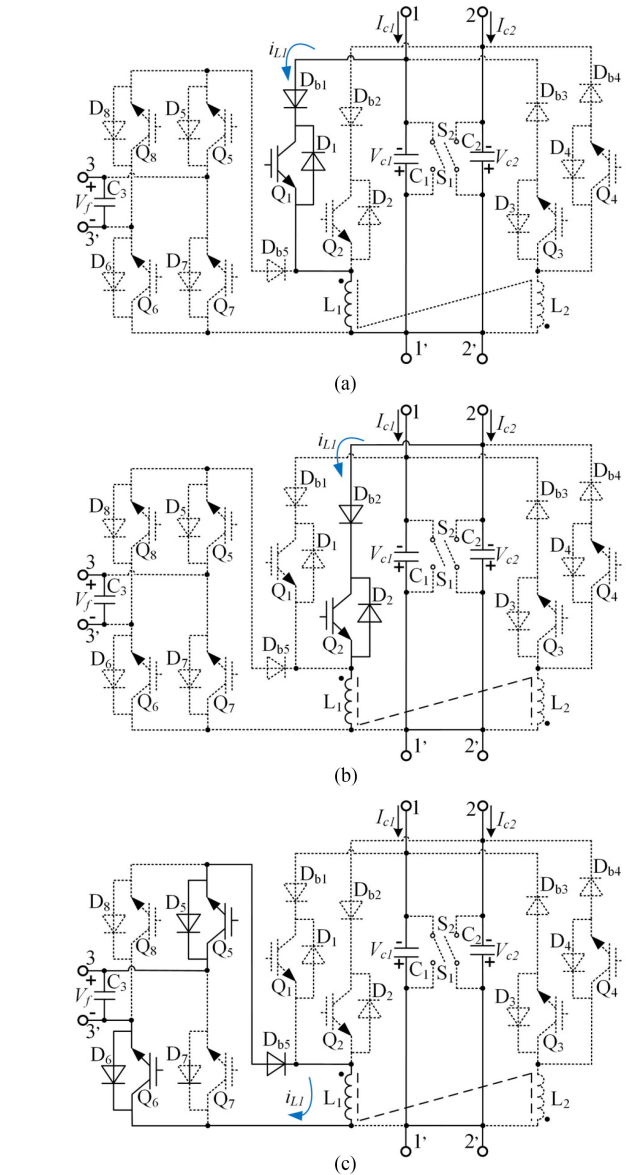 1 2
I_c1 I_c2
i_L1
D_b1 D_b2 D_b3 D_b4
D_8 D_5 D_1 S_2 C_2 D_4
Q_8 Q_5 Q_1 V_c1 C_1 S_1 V_c2 Q_4
3 + C_3 V_f - 3'
D_2 D_3
D_6 D_7 D_b5 Q_2 Q_3
Q_6 Q_7 L_1 L_2
1' 2'
(a)
1 2
I_c1 I_c2
i_L1
D_b1 D_b2 D_b3 D_b4
D_8 D_5 D_1 S_2 C_2 D_4
Q_8 Q_5 Q_1 V_c1 C_1 S_1 V_c2 Q_4
3 + C_3 V_f - 3'
D_2 D_3
D_6 D_7 D_b5 Q_2 Q_3
Q_6 Q_7 L_1 L_2
1' 2'
(b)
1 2
I_c1 I_c2
D_b1 D_b2 D_b3 D_b4
D_8 D_5 D_1 S_2 C_2 D_4
Q_8 Q_5 Q_1 V_c1 C_1 S_1 V_c2 Q_4
3 + C_3 V_f - 3'
D_2 D_3
D_6 D_7 D_b5 Q_2 Q_3
Q_6 Q_7 i_L1 L_1 L_2
1' 2'
(c)